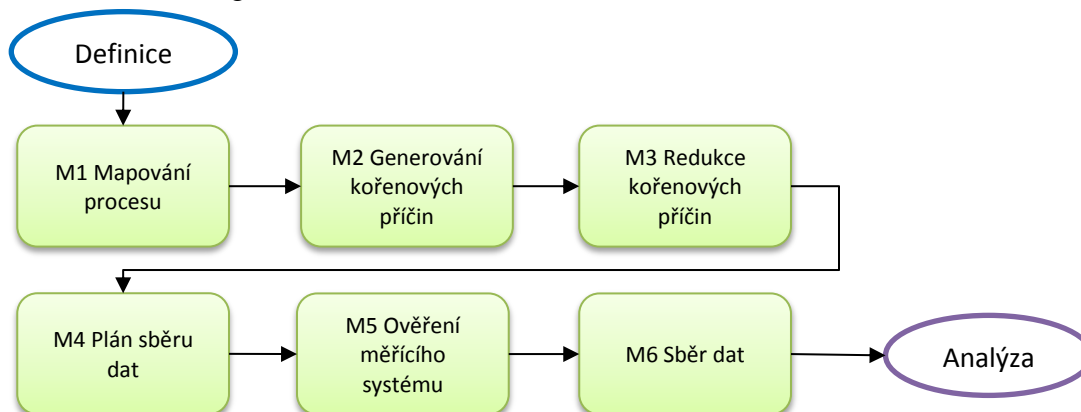 Definice
M1 Mapování
procesu
M2 Generování
kořenových
příčin
M3 Redukce
kořenových
příčin
M4 Plán sběru
dat
M5 Ověření
měřícího
systému
M6 Sběr dat
Analýza